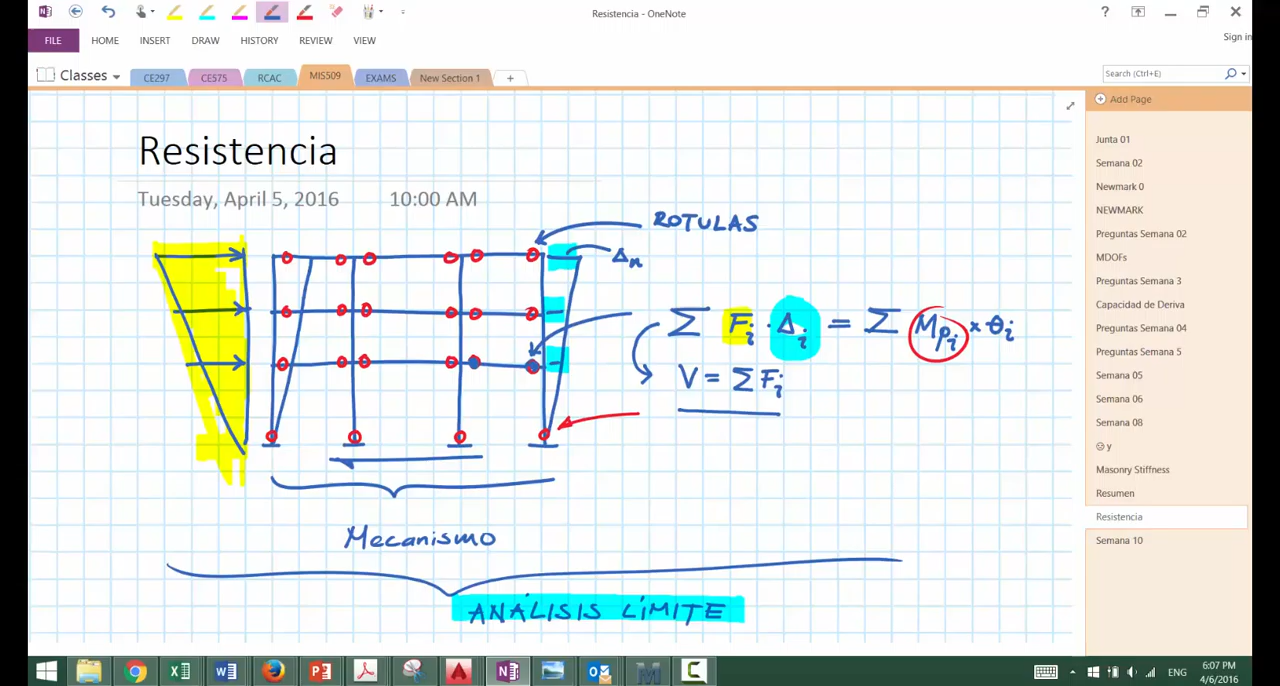 Resistencia - OneNote
Sign in
FILE HOME INSERT DRAW HISTORY REVIEW VIEW
Classes CE297 CE575 RCAC MIS509 EXAMS New Section 1 +
Search (Ctrl+E)
Add Page
Resistencia
Tuesday, April 5, 2016 10:00 AM
ROTULAS
Δn
Σ Fi · Δi = Σ Mpi × θi
V = Σ Fi
Mecanismo
ANÁLISIS LÍMITE
Junta 01
Semana 02
Newmark 0
NEWMARK
Preguntas Semana 02
MDOFs
Preguntas Semana 3
Capacidad de Deriva
Preguntas Semana 04
Preguntas Semana 5
Semana 05
Semana 06
Semana 08
☹ y
Masonry Stiffness
Resumen
Resistencia
Semana 10
ENG
6:07 PM
4/6/2016